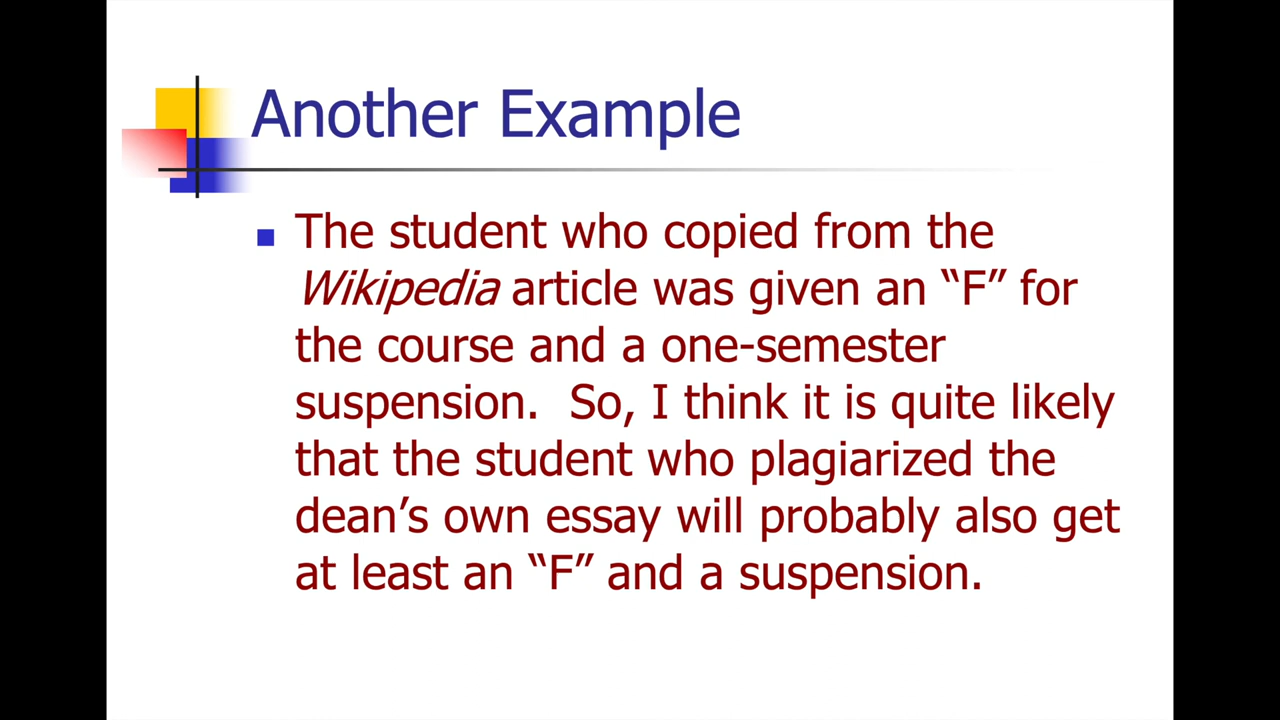 Another Example
The student who copied from the
Wikipedia article was given an “F” for
the course and a one-semester
suspension.  So, I think it is quite likely
that the student who plagiarized the
dean’s own essay will probably also get
at least an “F” and a suspension.